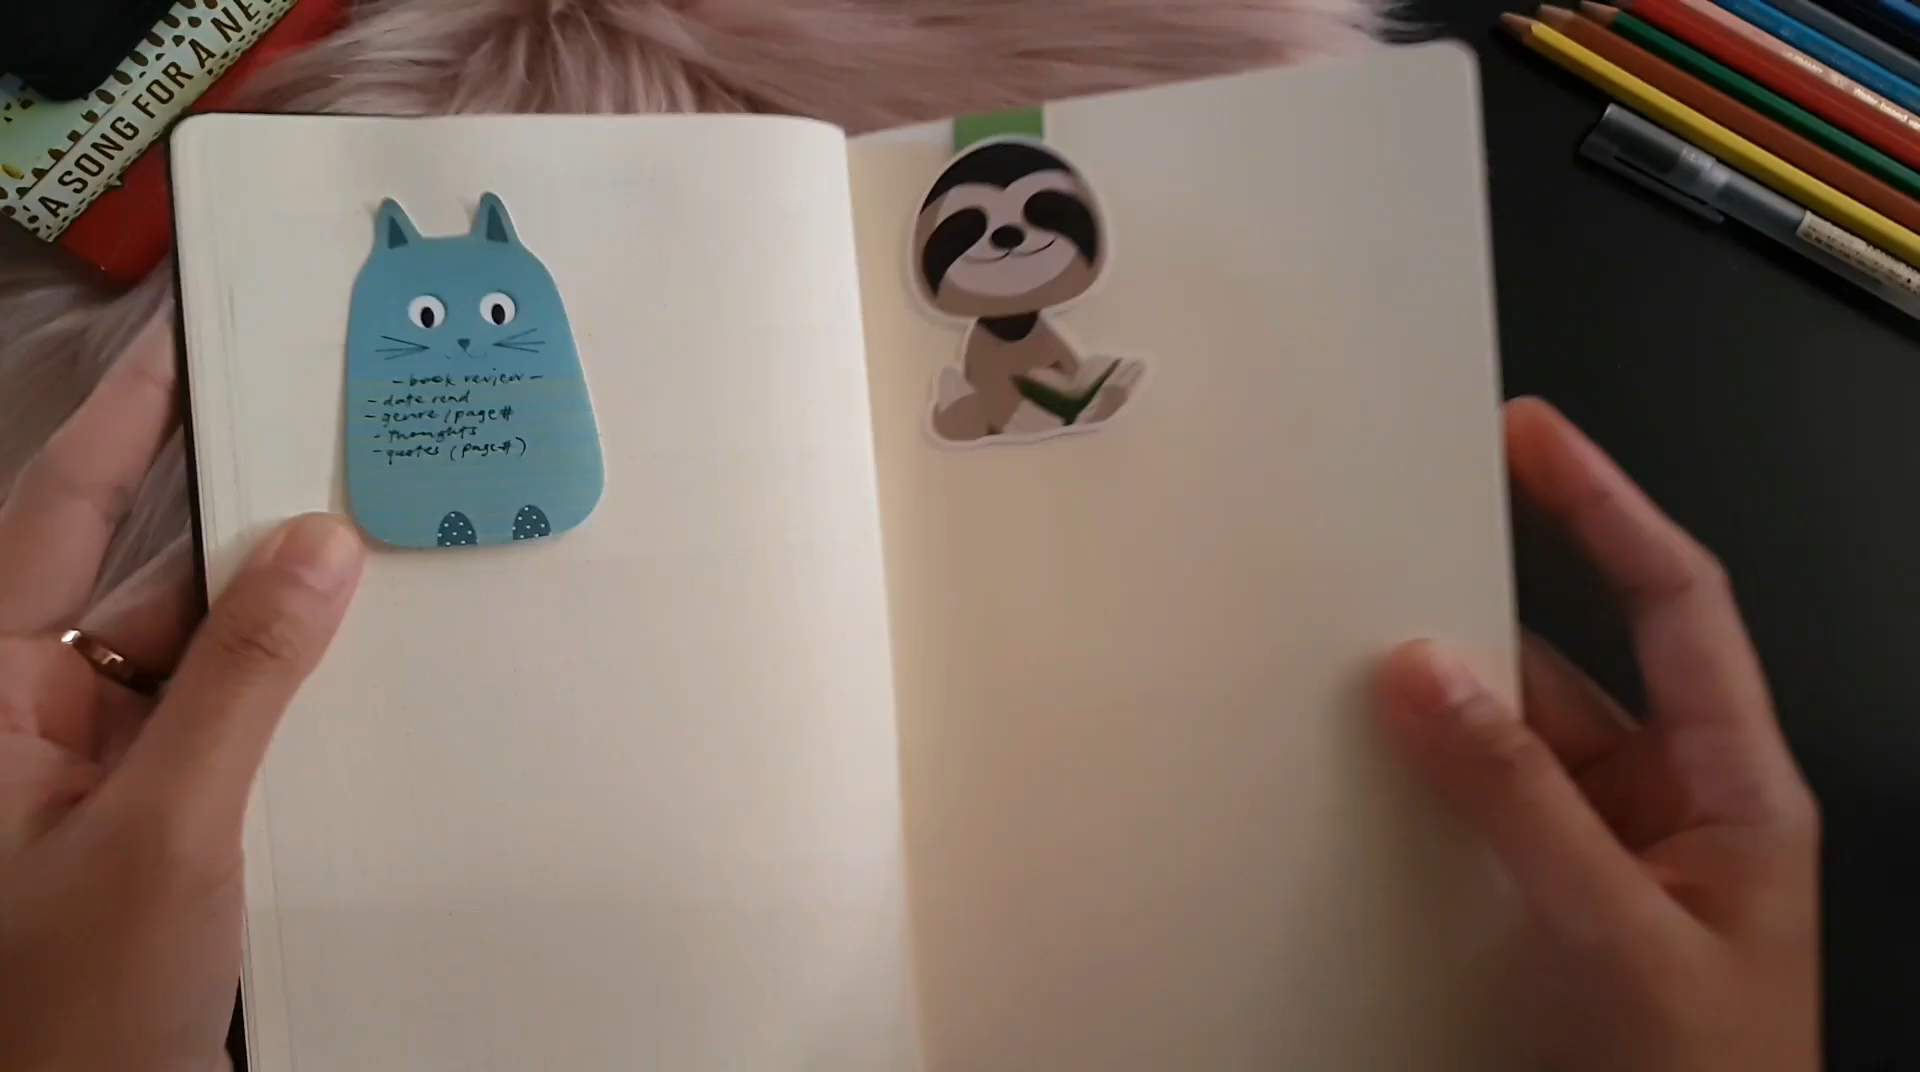 A SONG FOR A NE
- book review -
- date read
- genre / page#
- thoughts
- quotes (page#)